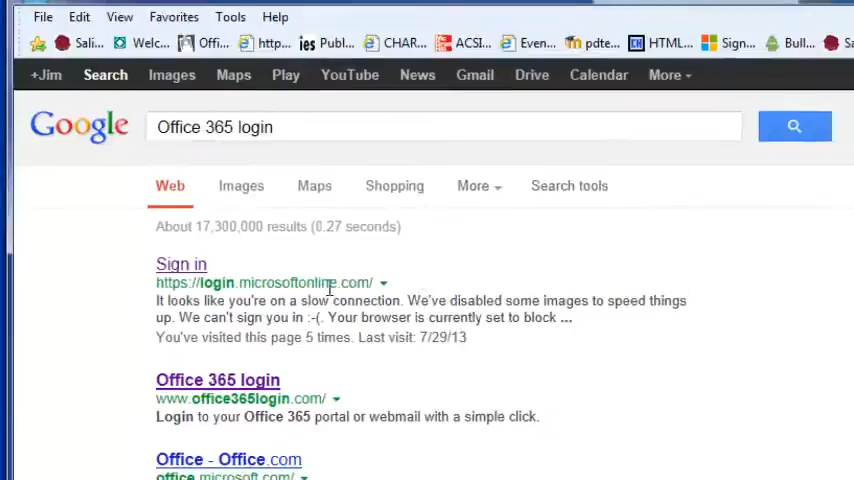 File Edit View Favorites Tools Help
Sali... Welc... Offi... http... ies Publ... CHAR... ACSI... Even... pdte... CH HTML... Sign... Bull... Sa
+Jim Search Images Maps Play YouTube News Gmail Drive Calendar More
Google Office 365 login
Web Images Maps Shopping More Search tools
About 17,300,000 results (0.27 seconds)
Sign in
https://login.microsoftonline.com/
It looks like you're on a slow connection. We've disabled some images to speed things
up. We can't sign you in :-(. Your browser is currently set to block ...
You've visited this page 5 times. Last visit: 7/29/13
Office 365 login
www.office365login.com/
Login to your Office 365 portal or webmail with a simple click.
Office - Office.com
office.microsoft.com/